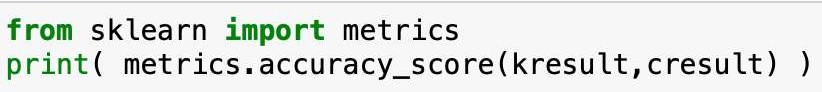 from sklearn import metrics
print( metrics.accuracy_score(kresult,cresult) )